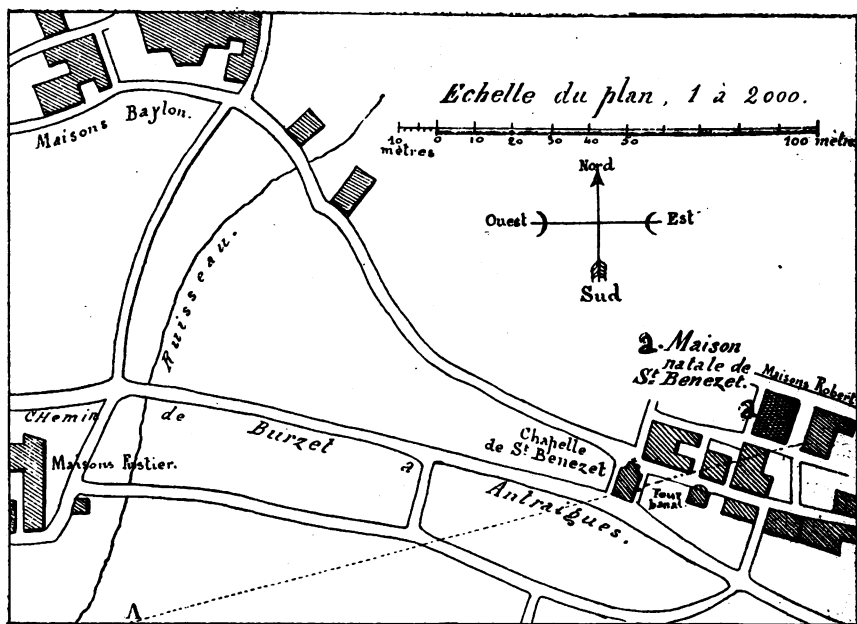 Echelle du plan, 1 à 2000.
10 0 10 20 30 40 50 100 mètres
mètres
Maisons Baylon.
Nord
Ouest Est
Sud
Ruisseau.
a. Maison
natale de
St. Benezet.
Maisons Robert
a
CHemin de Burzet a Antraigues.
Chapelle
de St. Benezet
Maisons Pustier.
Four
banal.
A